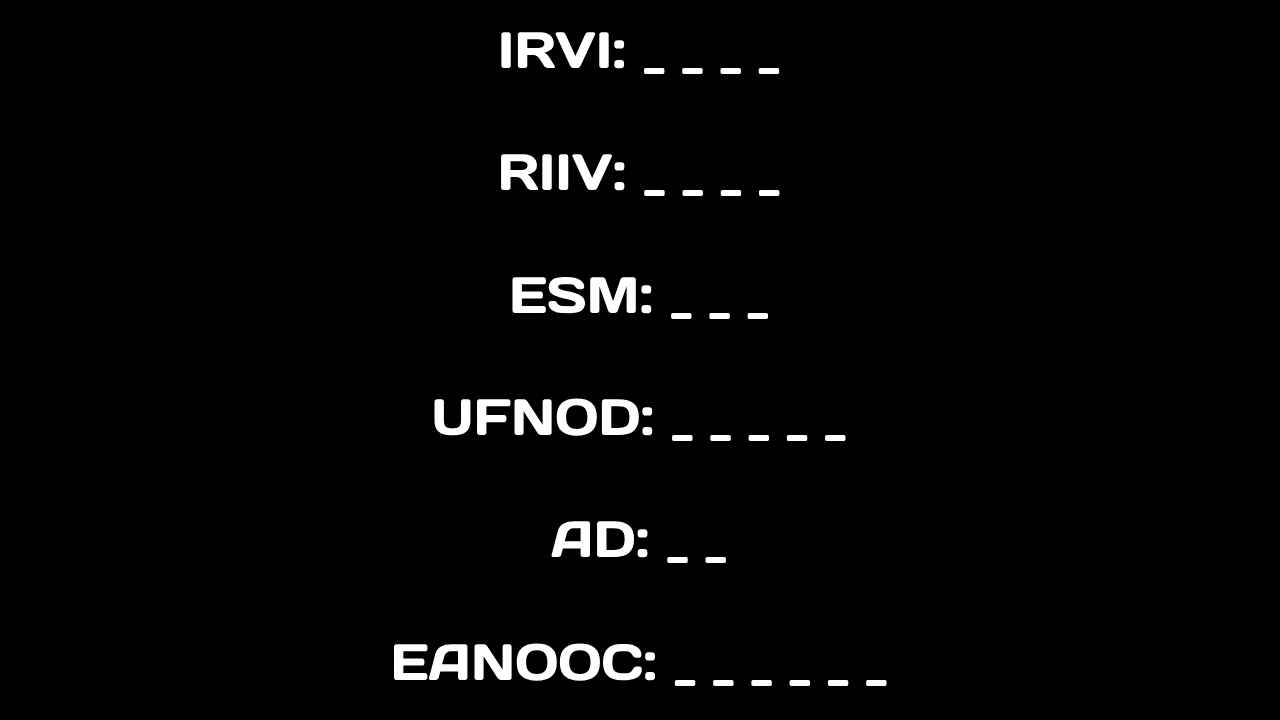 IRVI: _ _ _ _
RIIV: _ _ _ _
ESM: _ _ _
UFNOD: _ _ _ _ _
AD: _ _
EANOOC: _ _ _ _ _ _